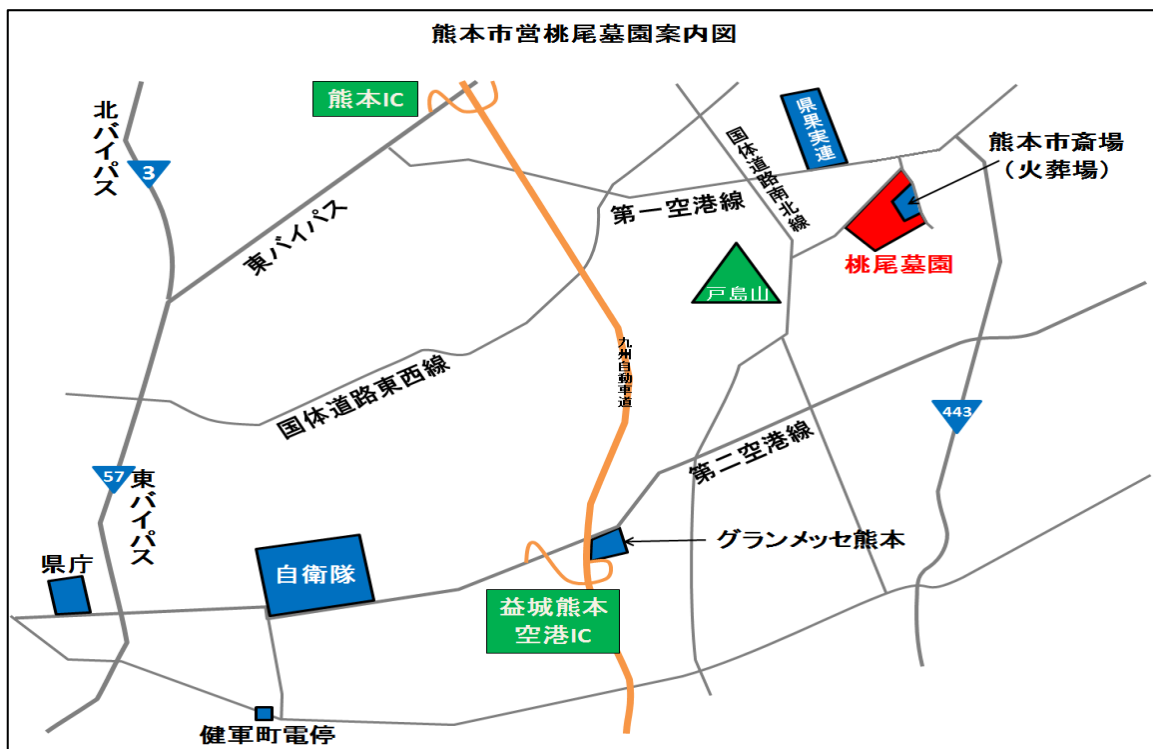 熊本市営桃尾墓園案内図
熊本IC
北バイパス
3
県果実連
国体道路南北線
熊本市斎場
（火葬場）
第一空港線
東バイパス
桃尾墓園
戸島山
九州自動車道
国体道路東西線
443
第二空港線
57
東バイパス
グランメッセ熊本
県庁
自衛隊
益城熊本
空港IC
健軍町電停